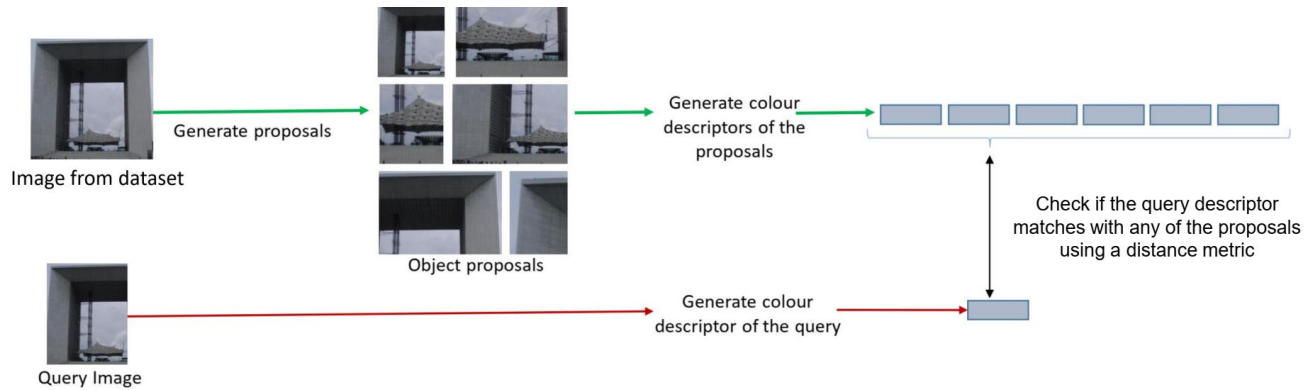 Image from dataset
Generate proposals
Object proposals
Generate colour
descriptors of the
proposals
Check if the query descriptor
matches with any of the proposals
using a distance metric
Query Image
Generate colour
descriptor of the query